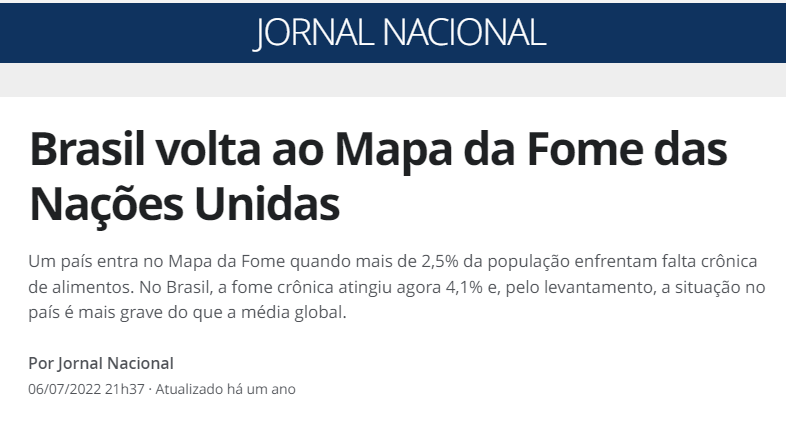 JORNAL NACIONAL
Brasil volta ao Mapa da Fome das
Nações Unidas
Um país entra no Mapa da Fome quando mais de 2,5% da população enfrentam falta crônica
de alimentos. No Brasil, a fome crônica atingiu agora 4,1% e, pelo levantamento, a situação no
país é mais grave do que a média global.
Por Jornal Nacional
06/07/2022 21h37 · Atualizado há um ano